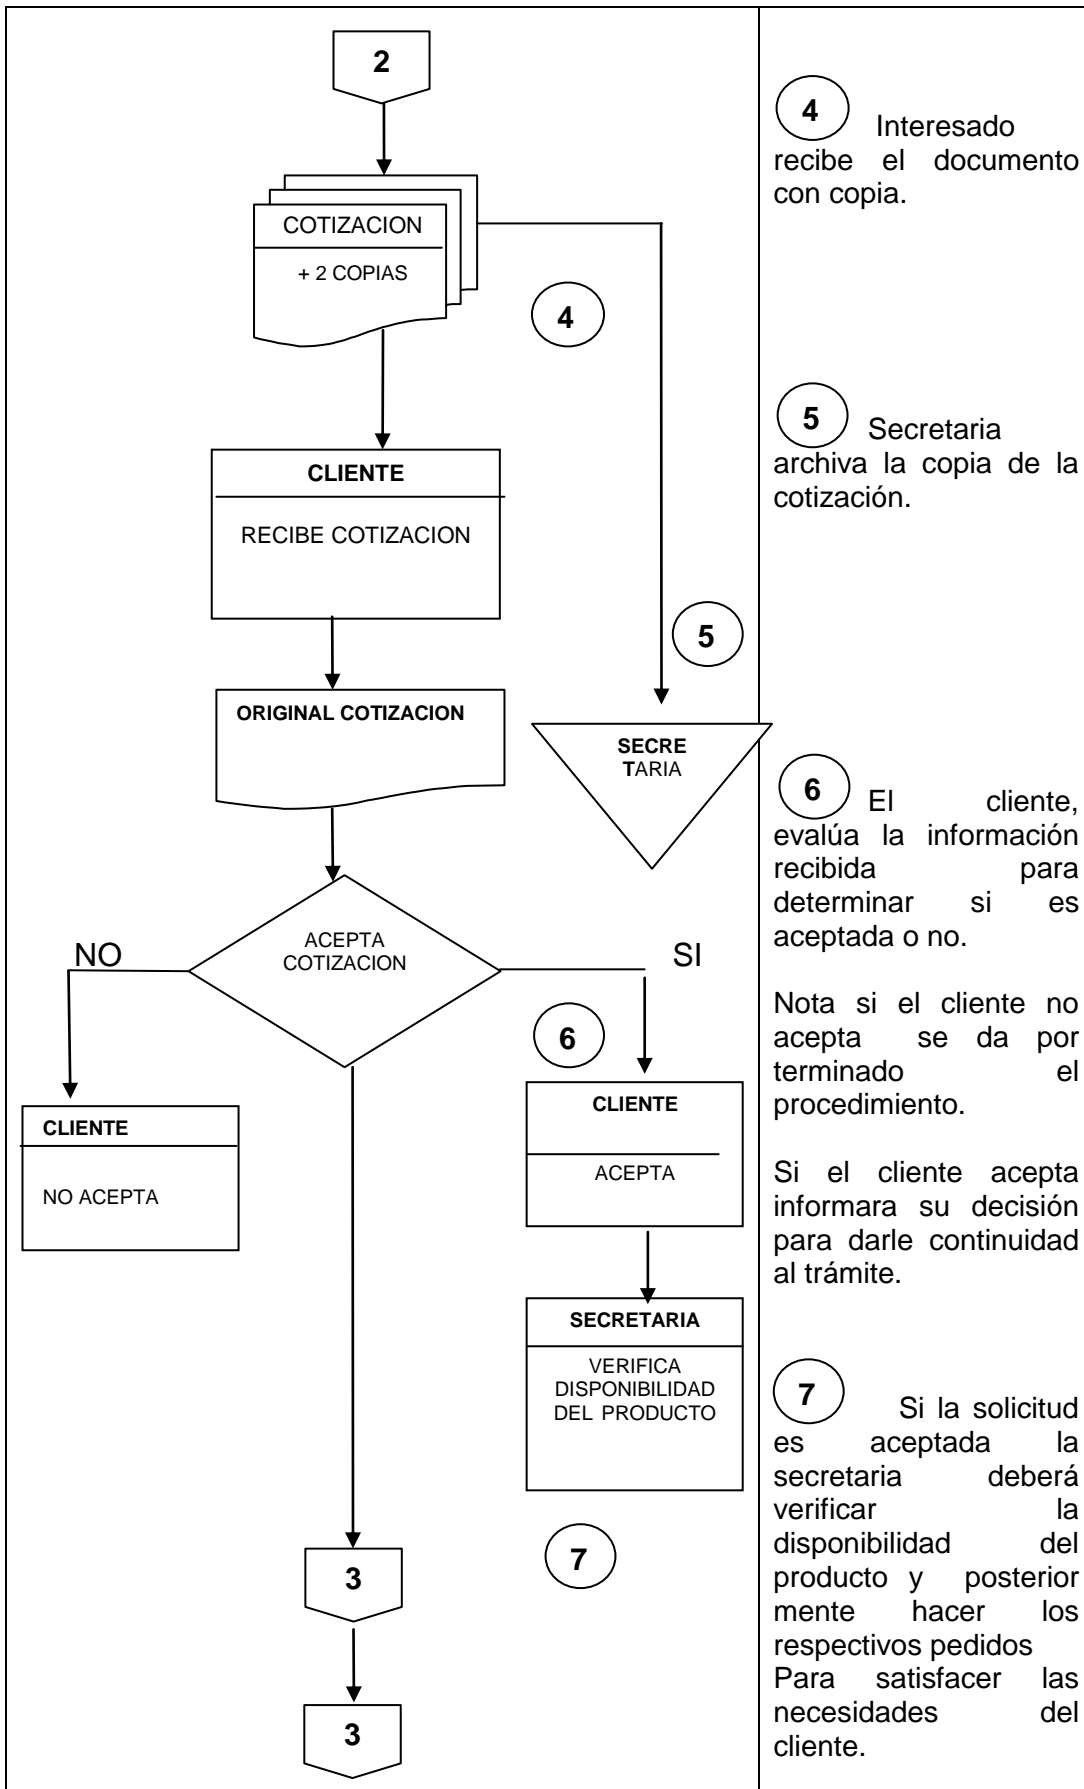 2
COTIZACION
+ 2 COPIAS
4
CLIENTE
RECIBE COTIZACION
5
ORIGINAL COTIZACION
SECRE
TARIA
ACEPTA
COTIZACION
NO
SI
6
CLIENTE
NO ACEPTA
CLIENTE
ACEPTA
SECRETARIA
VERIFICA
DISPONIBILIDAD
DEL PRODUCTO
7
3
3
4 Interesado
recibe el documento
con copia.
5 Secretaria
archiva la copia de la
cotización.
6 El cliente,
evalúa la información
recibida para
determinar si es
aceptada o no.
Nota si el cliente no
acepta se da por
terminado el
procedimiento.
Si el cliente acepta
informara su decisión
para darle continuidad
al trámite.
7 Si la solicitud
es aceptada la
secretaria deberá
verificar la
disponibilidad del
producto y posterior
mente hacer los
respectivos pedidos
Para satisfacer las
necesidades del
cliente.